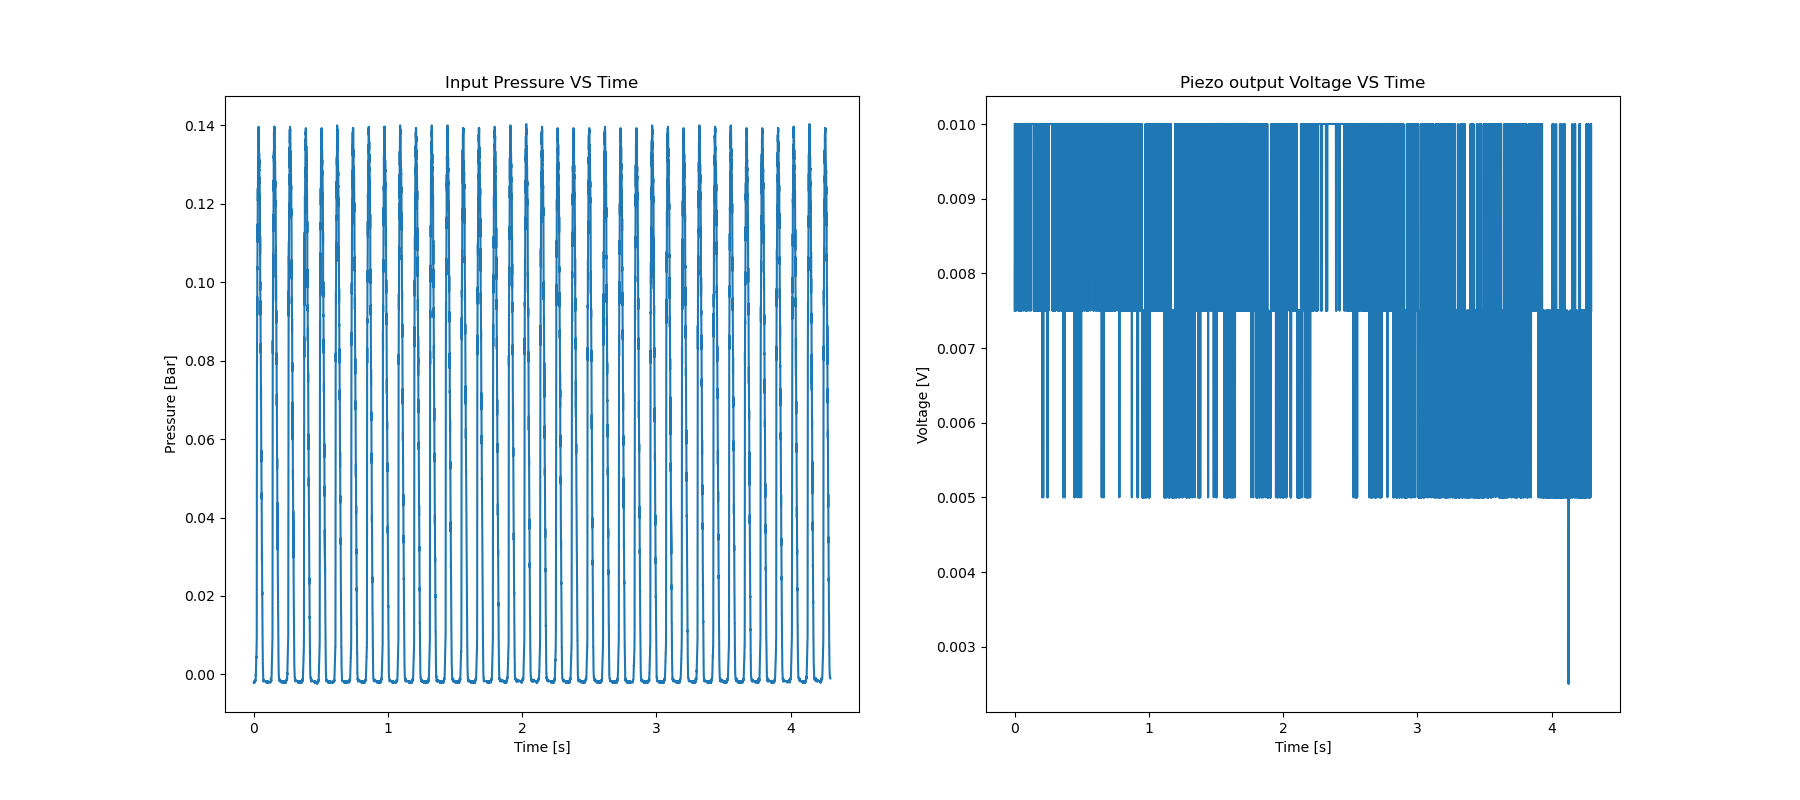 Input Pressure VS Time
0.14
0.12
0.10
0.08
0.06
0.04
0.02
0.00
Pressure [Bar]
0 1 2 3 4
Time [s]
Piezo output Voltage VS Time
0.010
0.009
0.008
0.007
0.006
0.005
0.004
0.003
Voltage [V]
0 1 2 3 4
Time [s]